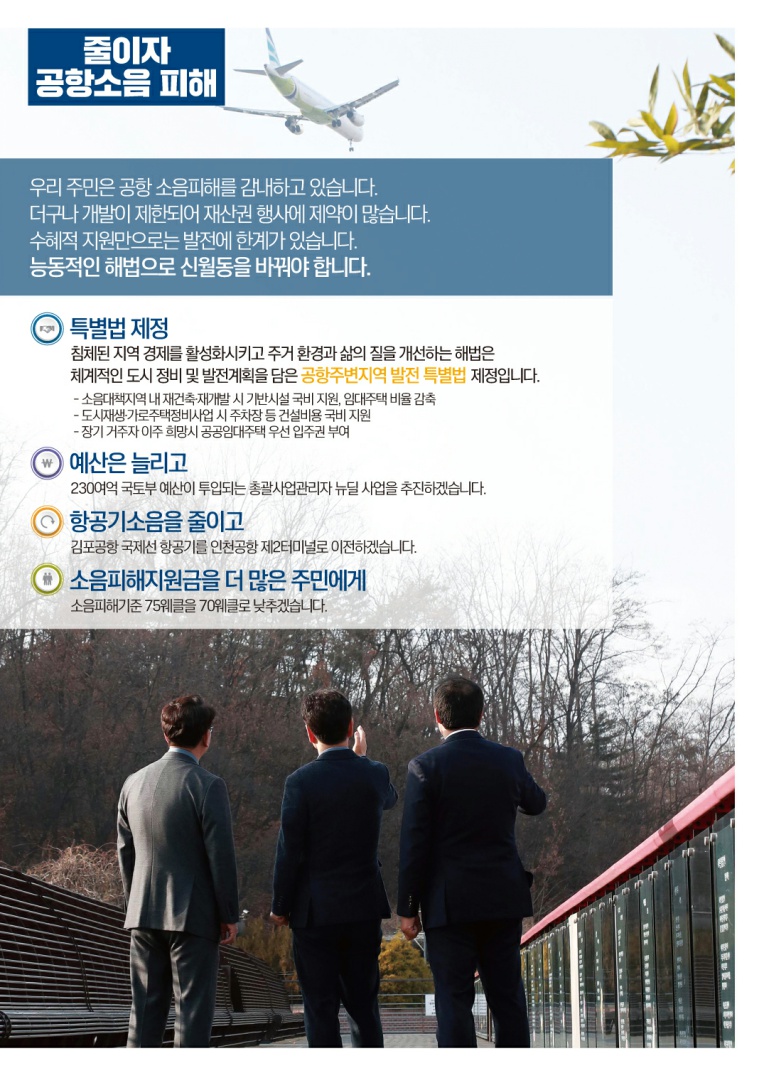 줄이자
공항소음 피해
우리 주민은 공항 소음피해를 감내하고 있습니다.
더구나 개발이 제한되어 재산권 행사에 제약이 많습니다.
수혜적 지원만으로는 발전에 한계가 있습니다.
능동적인 해법으로 신월동을 바꿔야 합니다.
특별법 제정
침체된 지역 경제를 활성화시키고 주거 환경과 삶의 질을 개선하는 해법은
체계적인 도시 정비 및 발전계획을 담은 공항주변지역 발전 특별법 제정입니다.
- 소음대책지역 내 재건축·재개발 시 기반시설 국비 지원, 임대주택 비율 감축
- 도시재생·가로주택정비사업 시 주차장 등 건설비용 국비 지원
- 장기 거주자 이주 희망시 공공임대주택 우선 입주권 부여
₩ 예산은 늘리고
230여억 국토부 예산이 투입되는 총괄사업관리자 뉴딜 사업을 추진하겠습니다.
항공기소음을 줄이고
김포공항 국제선 항공기를 인천공항 제2터미널로 이전하겠습니다.
소음피해지원금을 더 많은 주민에게
소음피해기준 75웨클을 70웨클로 낮추겠습니다.